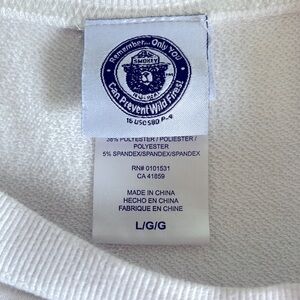 Remember... Only You
SMOKEY
Can Prevent Wild Fires!
POLYESTER / POLIESTER /
POLYESTER
5% SPANDEX/SPANDEX/SPANDEX
RN# 0101531
CA 41859
MADE IN CHINA
HECHO EN CHINA
FABRIQUE EN CHINE
L/G/G